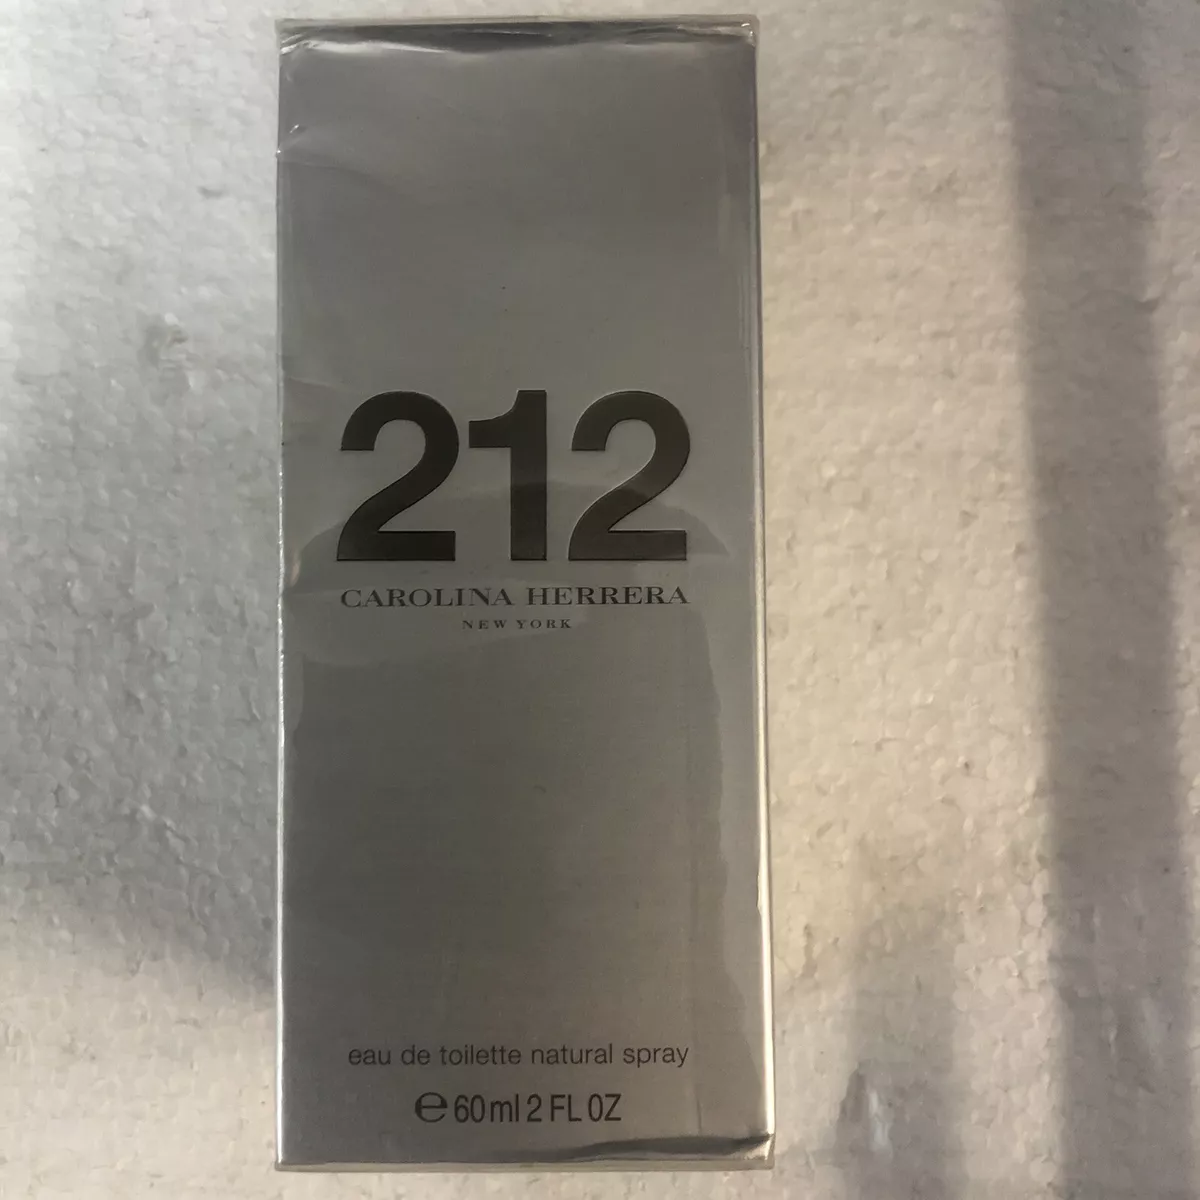 212
CAROLINA HERRERA
NEW YORK
eau de toilette natural spray
℮60ml 2 FL OZ